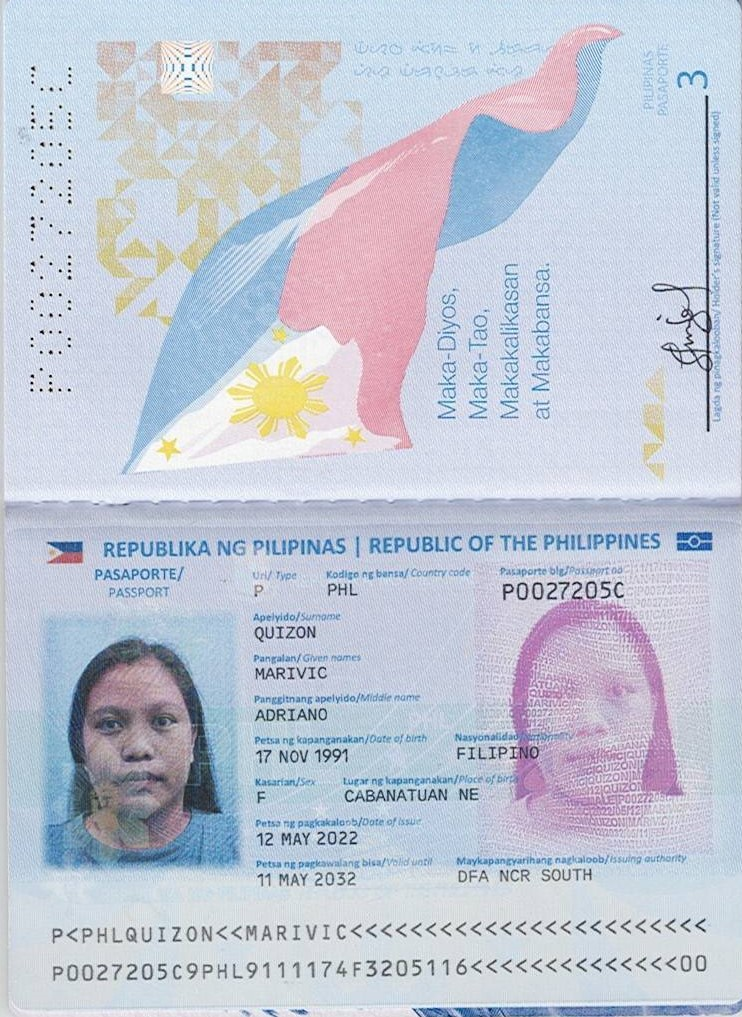 P0027205C
PILIPINAS
PASAPORTE
3
Maka-Diyos,
Maka-Tao,
Makakalikasan
at Makabansa.
Lagda ng pinagkalooban/ Holder's signature (Not valid unless signed)
REPUBLIKA NG PILIPINAS | REPUBLIC OF THE PHILIPPINES
PASAPORTE/
PASSPORT
Uri/ Type Kodigo ng bansa/ Country code Pasaporte blg/Passport no
P PHL P0027205C
Apelyido/Surname
QUIZON
Pangalan/ Given names
MARIVIC
Panggitnang apelyido/Middle name
ADRIANO
Petsa ng kapanganakan/Date of birth Nasyonalidad/Nationality
17 NOV 1991 FILIPINO
Kasarian/Sex Lugar ng kapanganakan/Place of birth
F CABANATUAN NE
Petsa ng pagkakaloob/Date of issue
12 MAY 2022
Petsa ng pagkawalang bisa/Valid until Maykapangyarihang nagkaloob/Issuing authority
11 MAY 2032 DFA NCR SOUTH
P<PHLQUIZON<<MARIVIC<<<<<<<<<<<<<<<<<<<<<<<<
P0027205C9PHL9111174F3205116<<<<<<<<<<<<<<00